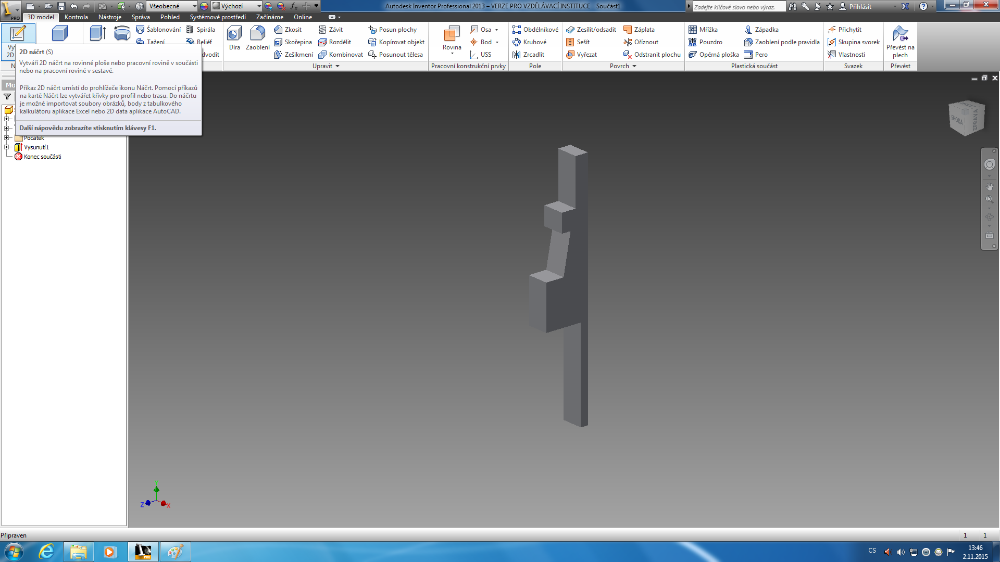 Všeobecné
Výchozí
Autodesk Inventor Professional 2013 – VERZE PRO VZDĚLÁVACÍ INSTITUCE Součást1
Zadejte klíčové slovo nebo výraz.
Přihlásit
PRO
3D model Kontrola Nástroje Správa Pohled Systémové prostředí Začínáme Online
Šablonování Spirála Zkosit Závit Posun plochy Osa Obdélníkové Zesílit/odsadit Záplata Mřížka Západka Přichytit
Tažení Reliéf Skořepina Rozdělit Kopírovat objekt Bod Kruhové Sešít Oříznout Pouzdro Zaoblení podle pravidla Skupina svorek
Díra Zaoblení Rovina Převést na plech
Zešikmení Kombinovat Posunout tělesa USS Zrcadlit Vyřezat Odstranit plochu Opěrná ploška Pero Vlastnosti
Upravit Pracovní konstrukční prvky Pole Povrch Plastická součást Svazek Převést
2D náčrt (S)
Vytváří 2D náčrt na rovinné ploše nebo pracovní rovině v součásti
nebo na pracovní rovině v sestavě.
Příkaz 2D náčrt umístí do prohlížeče ikonu Náčrt. Pomocí příkazů
na kartě Náčrt lze vytvářet křivky pro profil nebo trasu. Do náčrtu
je možné importovat soubory obrázků, body z tabulkového
kalkulátoru aplikace Excel nebo 2D data aplikace AutoCAD.
Další nápovědu zobrazíte stisknutím klávesy F1.
Počátek
Vysunutí1
Konec součásti
SHORA
ZPRAVA
Y
Z
X
Připraven
1 1
PRO
CS
13:46
2.11.2015